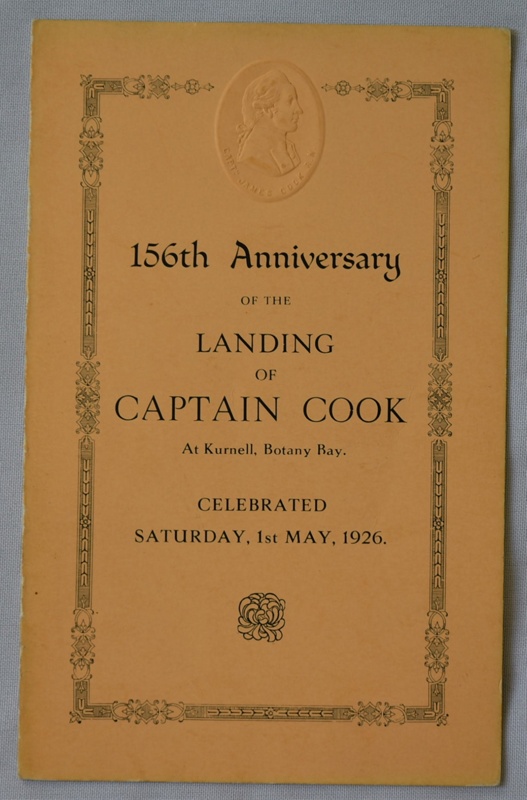 156th Anniversary
OF THE
LANDING
OF
CAPTAIN COOK
At Kurnell, Botany Bay.
CELEBRATED
SATURDAY, 1st MAY, 1926.